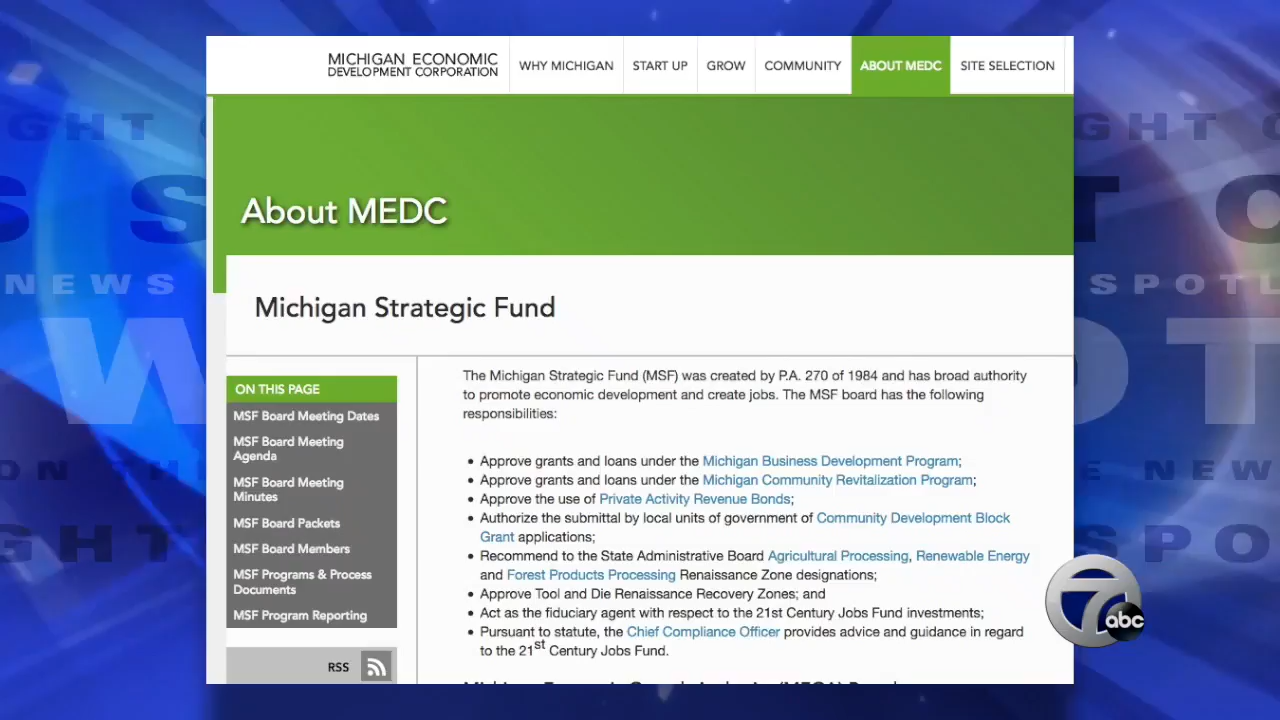 MICHIGAN ECONOMIC
DEVELOPMENT CORPORATION
WHY MICHIGAN
START UP
GROW
COMMUNITY
ABOUT MEDC
SITE SELECTION
About MEDC
Michigan Strategic Fund
ON THIS PAGE
MSF Board Meeting Dates
MSF Board Meeting
Agenda
MSF Board Meeting
Minutes
MSF Board Packets
MSF Board Members
MSF Programs & Process
Documents
MSF Program Reporting
RSS
The Michigan Strategic Fund (MSF) was created by P.A. 270 of 1984 and has broad authority
to promote economic development and create jobs. The MSF board has the following
responsibilities:
• Approve grants and loans under the Michigan Business Development Program;
• Approve grants and loans under the Michigan Community Revitalization Program;
• Approve the use of Private Activity Revenue Bonds;
• Authorize the submittal by local units of government of Community Development Block
Grant applications;
• Recommend to the State Administrative Board Agricultural Processing, Renewable Energy
and Forest Products Processing Renaissance Zone designations;
• Approve Tool and Die Renaissance Recovery Zones; and
• Act as the fiduciary agent with respect to the 21st Century Jobs Fund investments;
• Pursuant to statute, the Chief Compliance Officer provides advice and guidance in regard
to the 21st Century Jobs Fund.
7
abc
NEWS
SPOTL
ON TH
E NEW
GHT
SPO